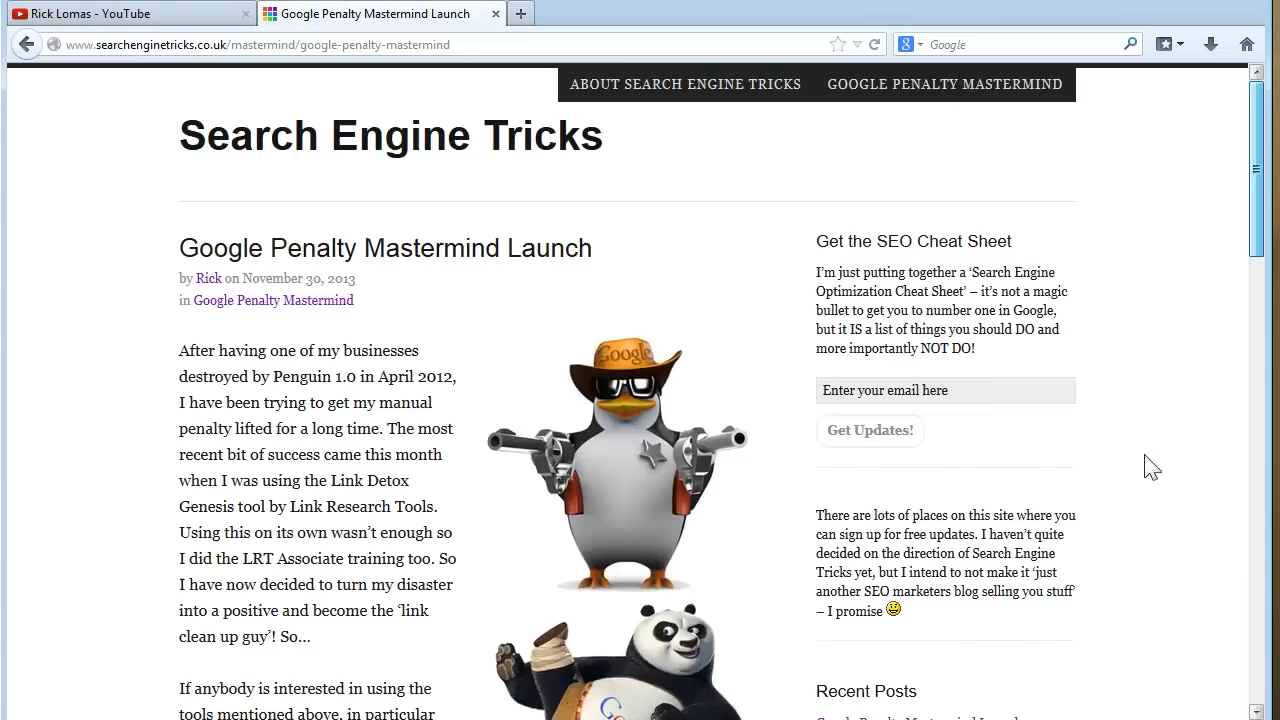 Rick Lomas - YouTube
Google Penalty Mastermind Launch
www.searchenginetricks.co.uk/mastermind/google-penalty-mastermind
Google
ABOUT SEARCH ENGINE TRICKS
GOOGLE PENALTY MASTERMIND
Search Engine Tricks
Google Penalty Mastermind Launch
by Rick on November 30, 2013
in Google Penalty Mastermind
After having one of my businesses
destroyed by Penguin 1.0 in April 2012,
I have been trying to get my manual
penalty lifted for a long time. The most
recent bit of success came this month
when I was using the Link Detox
Genesis tool by Link Research Tools.
Using this on its own wasn’t enough so
I did the LRT Associate training too. So
I have now decided to turn my disaster
into a positive and become the ‘link
clean up guy’! So...
If anybody is interested in using the
tools mentioned above, in particular
Google
Get the SEO Cheat Sheet
I’m just putting together a ‘Search Engine
Optimization Cheat Sheet’ – it’s not a magic
bullet to get you to number one in Google,
but it IS a list of things you should DO and
more importantly NOT DO!
Enter your email here
Get Updates!
There are lots of places on this site where you
can sign up for free updates. I haven’t quite
decided on the direction of Search Engine
Tricks yet, but I intend to not make it ‘just
another SEO marketers blog selling you stuff’
– I promise
Recent Posts